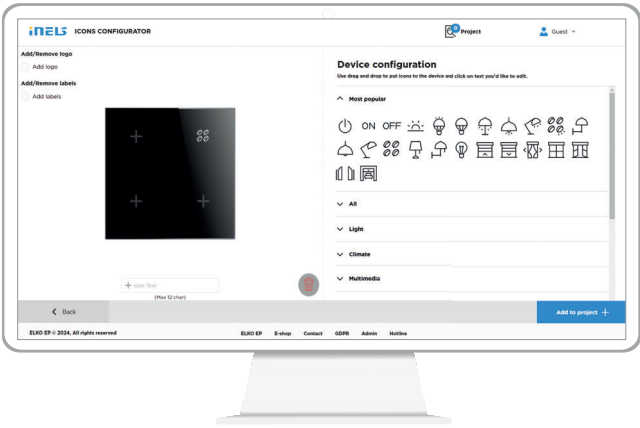 iNELS ICONS CONFIGURATOR
0 Project
Guest
Add/Remove logo
Add logo
Add/Remove labels
Add labels
Device configuration
Use drag and drop to put icons to the device and click on text you'd like to edit.
Most popular
ON OFF
All
Light
Climate
Multimedia
Icon Text
(Max 12 char)
Back
Add to project +
ELKO EP © 2024, All rights reserved
ELKO EP E-shop Contact GDPR Admin Hotline